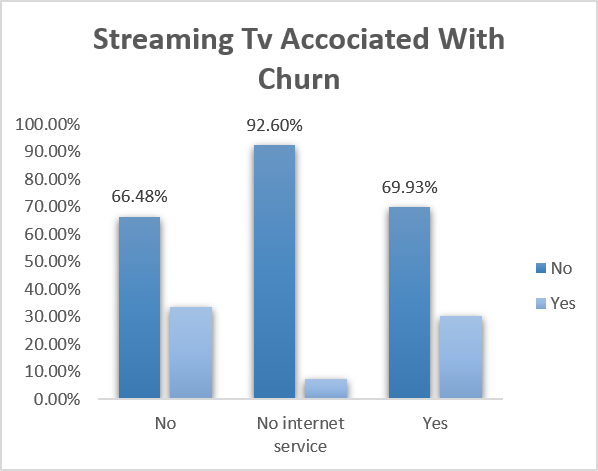 Streaming Tv Accociated With
Churn
100.00%
90.00%
80.00%
70.00%
60.00%
50.00%
40.00%
30.00%
20.00%
10.00%
0.00%
66.48%
92.60%
69.93%
No
No internet
service
Yes
No
Yes